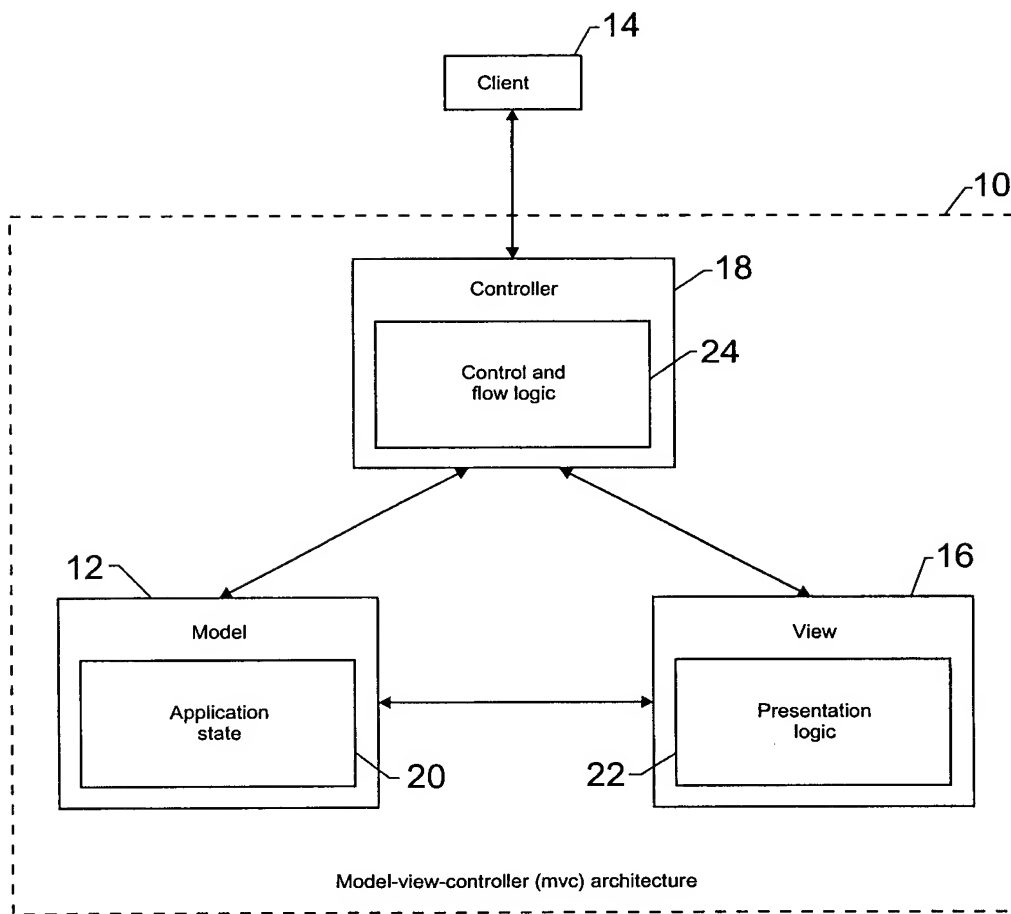 14
Client
10
18
Controller
24
Control and
flow logic
12
16
Model
View
Application
state
Presentation
logic
20
22
Model-view-controller (mvc) architecture